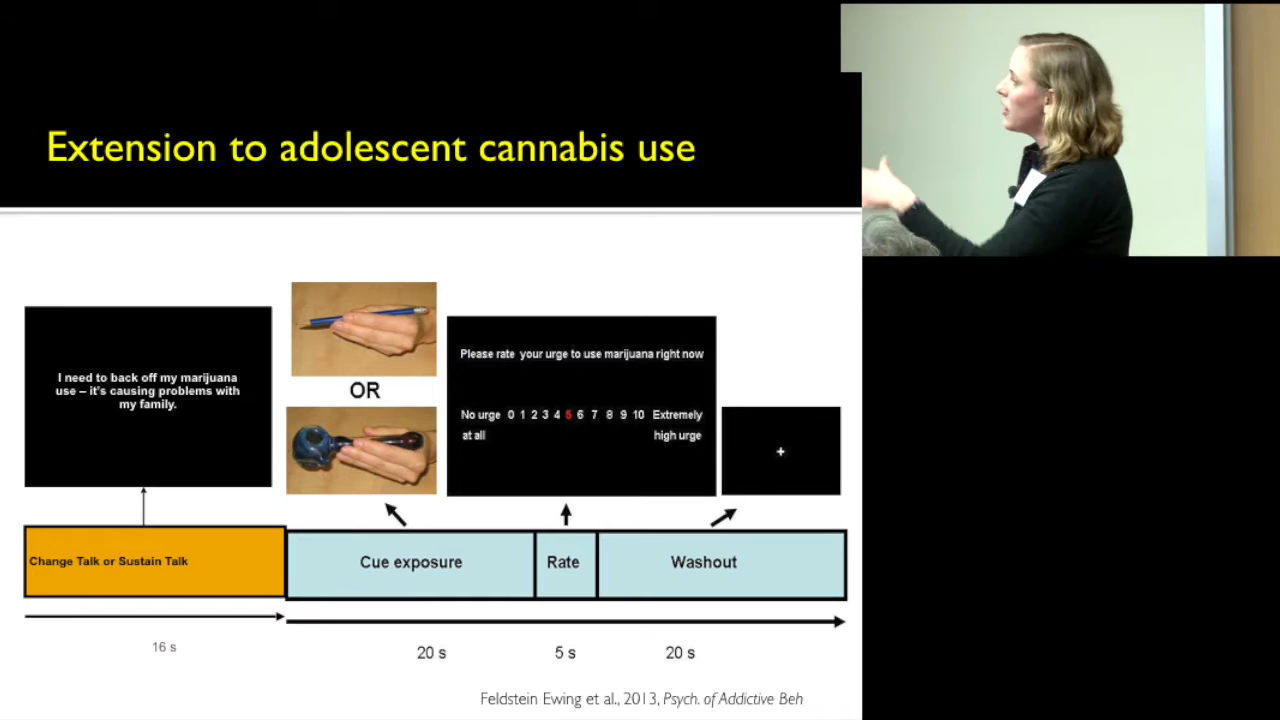 Extension to adolescent cannabis use
I need to back off my marijuana
use – it's causing problems with
my family.
OR
Please rate your urge to use marijuana right now
No urge 0 1 2 3 4 5 6 7 8 9 10 Extremely
at all high urge
+
Change Talk or Sustain Talk
Cue exposure
Rate
Washout
16 s
20 s
5 s
20 s
Feldstein Ewing et al., 2013, Psych. of Addictive Beh